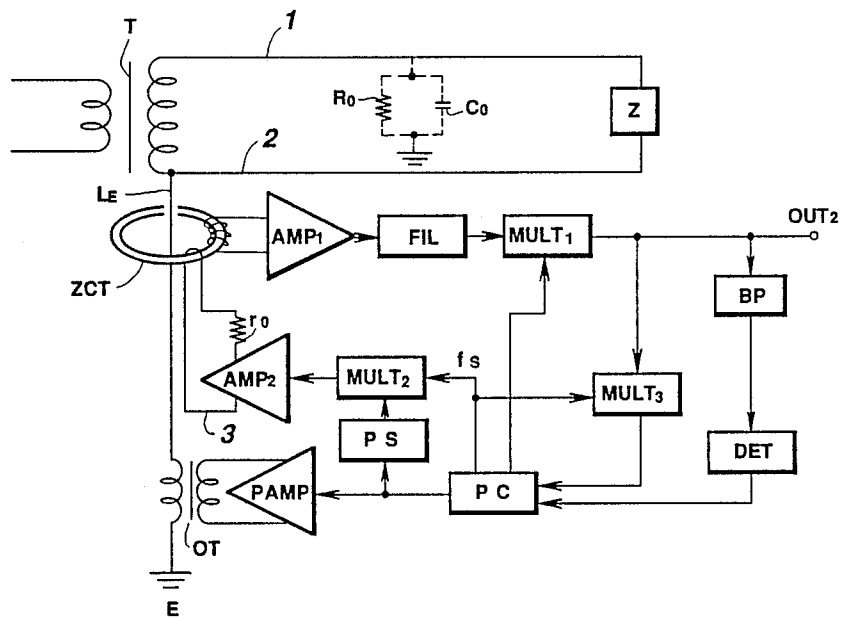 T
1
R0
C0
Z
2
LE
ZCT
AMP1
FIL
MULT1
OUT2
BP
r0
AMP2
MULT2
fS
MULT3
3
PS
DET
PAMP
PC
OT
E